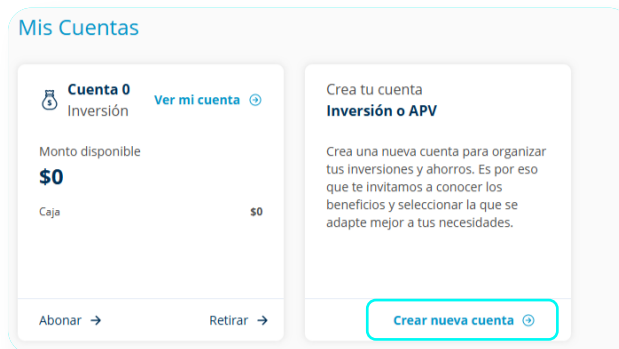 Mis Cuentas
Cuenta 0
Inversión
Ver mi cuenta
Monto disponible
$0
Caja $0
Abonar → Retirar →
Crea tu cuenta
Inversión o APV
Crea una nueva cuenta para organizar
tus inversiones y ahorros. Es por eso
que te invitamos a conocer los
beneficios y seleccionar la que se
adapte mejor a tus necesidades.
Crear nueva cuenta